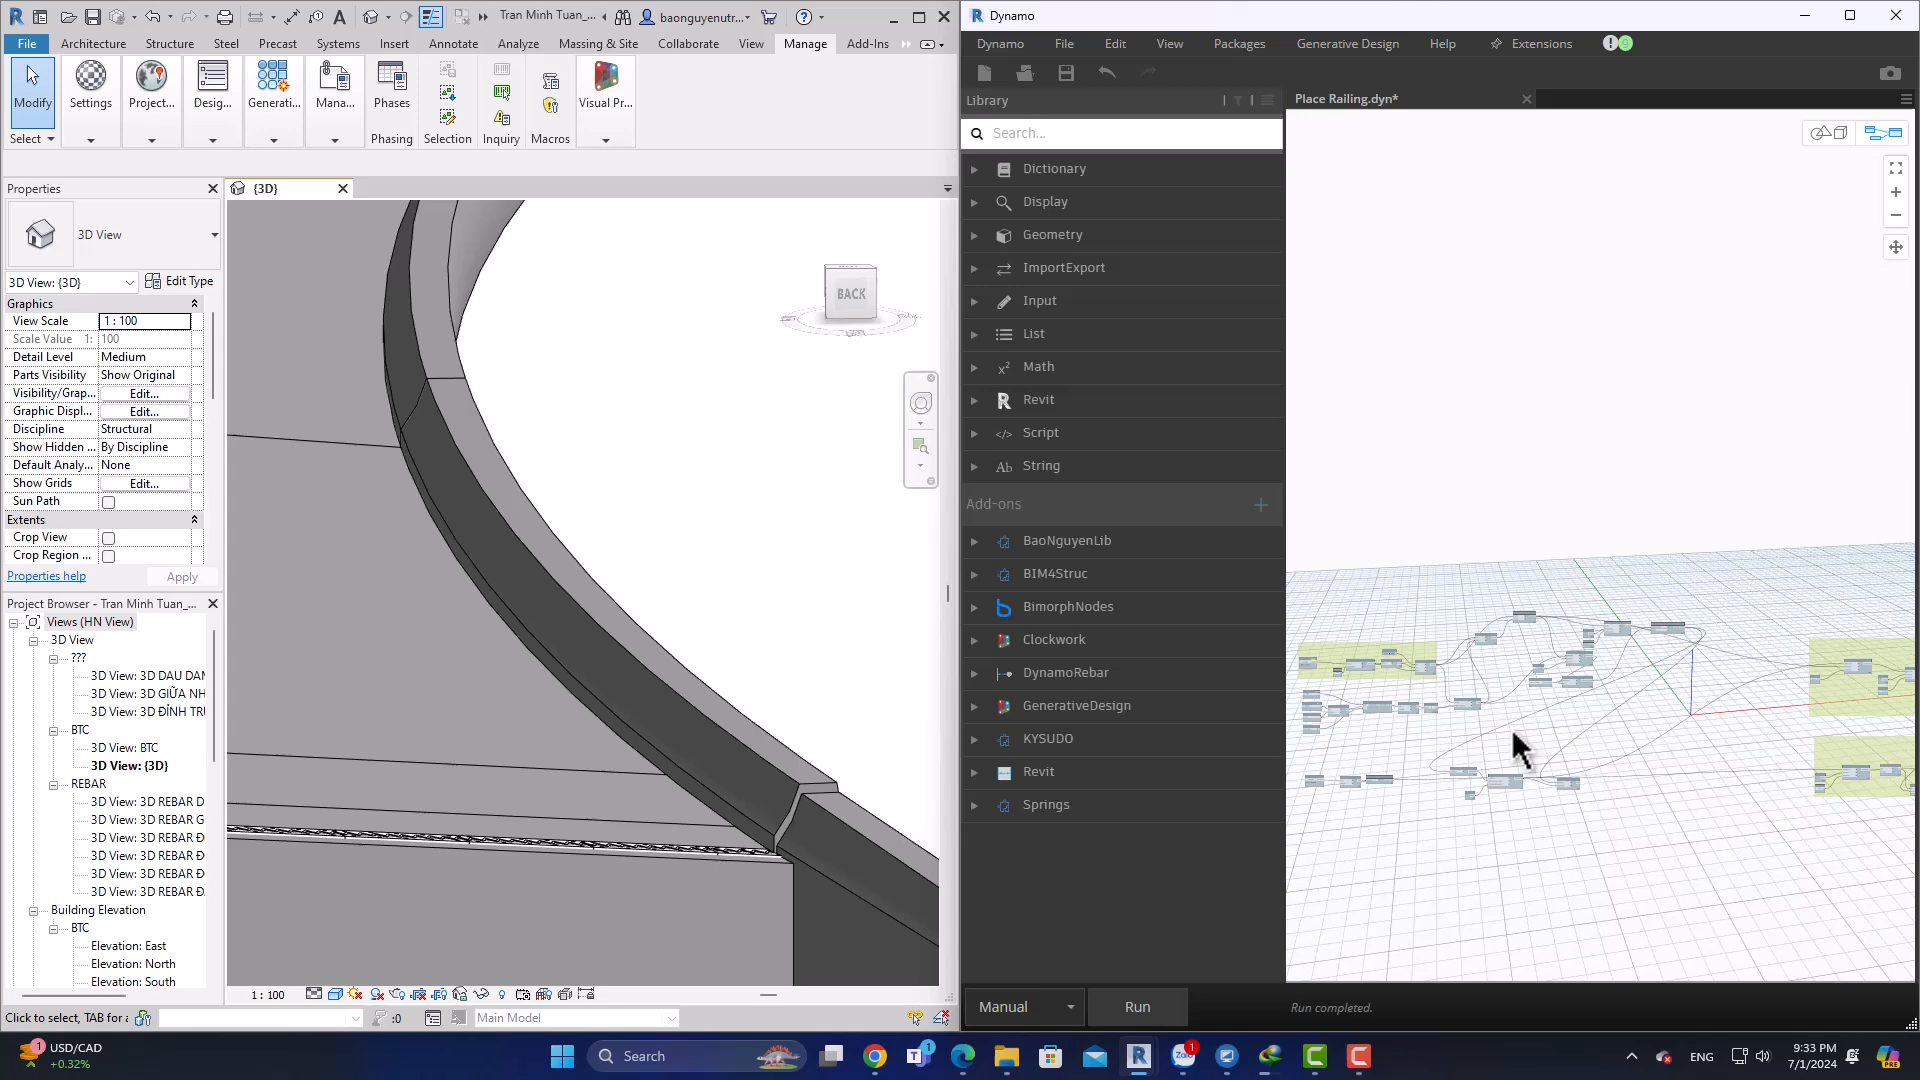 Tran Minh Tuan_...
baonguyenutr...
File
Architecture
Structure
Steel
Precast
Systems
Insert
Annotate
Analyze
Massing & Site
Collaborate
View
Manage
Add-Ins
Modify
Settings
Project...
Desig...
Generati...
Mana...
Phases
Visual Pr...
Select
Phasing
Selection
Inquiry
Macros
Properties
{3D}
3D View
3D View: {3D}
Edit Type
Graphics
View Scale
1 : 100
Scale Value 1:
100
Detail Level
Medium
Parts Visibility
Show Original
Visibility/Grap...
Edit...
Graphic Displ...
Edit...
Discipline
Structural
Show Hidden ...
By Discipline
Default Analy...
None
Show Grids
Edit...
Sun Path
Extents
Crop View
Crop Region ...
Properties help
Apply
BACK
Project Browser - Tran Minh Tuan_...
Views (HN View)
3D View
???
3D View: 3D DAU DAN
3D View: 3D GIỮA NH
3D View: 3D ĐỈNH TRỤ
BTC
3D View: BTC
3D View: {3D}
REBAR
3D View: 3D REBAR D
3D View: 3D REBAR G
3D View: 3D REBAR Đ
3D View: 3D REBAR Đ
3D View: 3D REBAR Đ
3D View: 3D REBAR Đ
Building Elevation
BTC
Elevation: East
Elevation: North
Elevation: South
1 : 100
Click to select, TAB for a
:0
Main Model
Dynamo
Dynamo
File
Edit
View
Packages
Generative Design
Help
Extensions
Library
Place Railing.dyn*
Search...
Dictionary
Display
Geometry
ImportExport
Input
List
Math
Revit
Script
String
Add-ons
BaoNguyenLib
BIM4Struc
BimorphNodes
Clockwork
DynamoRebar
GenerativeDesign
KYSUDO
Revit
Springs
Manual
Run
Run completed.
1
USD/CAD
+0.32%
Search
1
1
Zalo
ENG
9:33 PM
7/1/2024
PRE